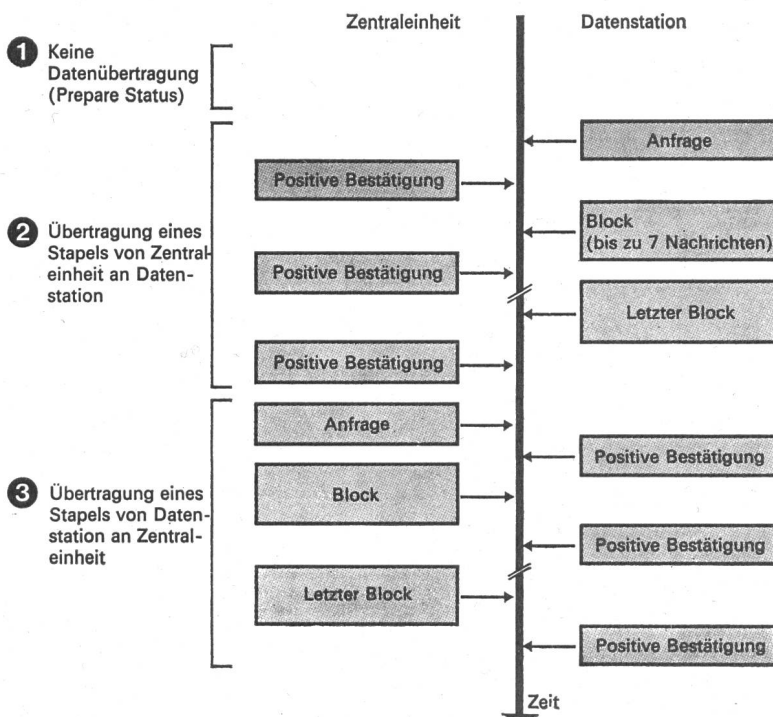 Zentraleinheit
Datenstation
1 Keine
Datenübertragung
(Prepare Status)
Anfrage
Positive Bestätigung
2 Übertragung eines
Stapels von Zentral-
einheit an Daten-
station
Block
(bis zu 7 Nachrichten)
Positive Bestätigung
Letzter Block
Positive Bestätigung
Anfrage
Positive Bestätigung
3 Übertragung eines
Stapels von Daten-
station an Zentral-
einheit
Block
Positive Bestätigung
Letzter Block
Positive Bestätigung
Zeit